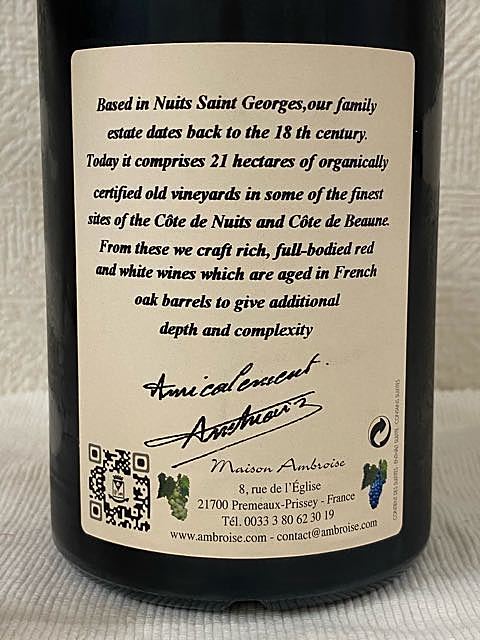 Based in Nuits Saint Georges,our family
estate dates back to the 18 th century.
Today it comprises 21 hectares of organically
certified old vineyards in some of the finest
sites of the Côte de Nuits and Côte de Beaune.
From these we craft rich, full-bodied red
and white wines which are aged in French
oak barrels to give additional
depth and complexity
Amicalement.
Ambroise
Maison Ambroise
8, rue de l'Église
21700 Premeaux-Prissey - France
Tél. 0033 3 80 62 30 19
www.ambroise.com - contact@ambroise.com